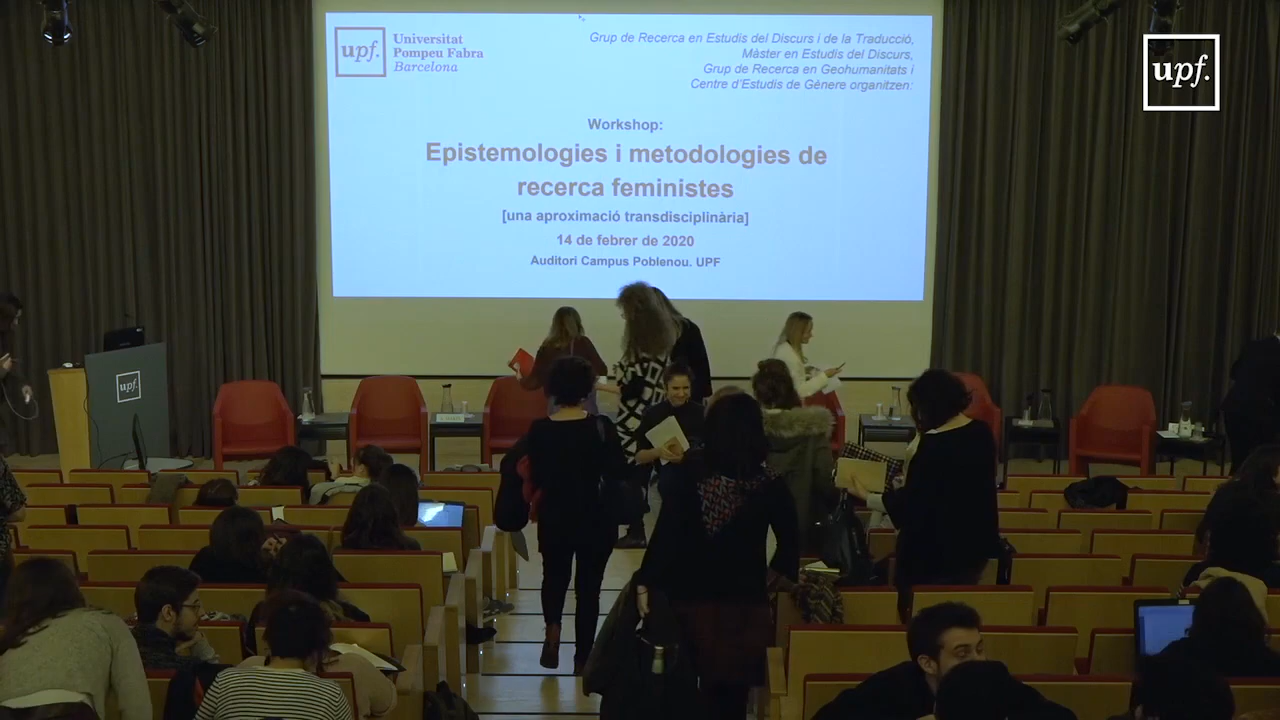 upf.
Universitat
Pompeu Fabra
Barcelona
Grup de Recerca en Estudis del Discurs i de la Traducció,
Màster en Estudis del Discurs,
Grup de Recerca en Geohumanitats i
Centre d'Estudis de Gènere organitzen:
upf.
Workshop:
Epistemologies i metodologies de
recerca feministes
[una aproximació transdisciplinària]
14 de febrer de 2020
Auditori Campus Poblenou. UPF
upf.